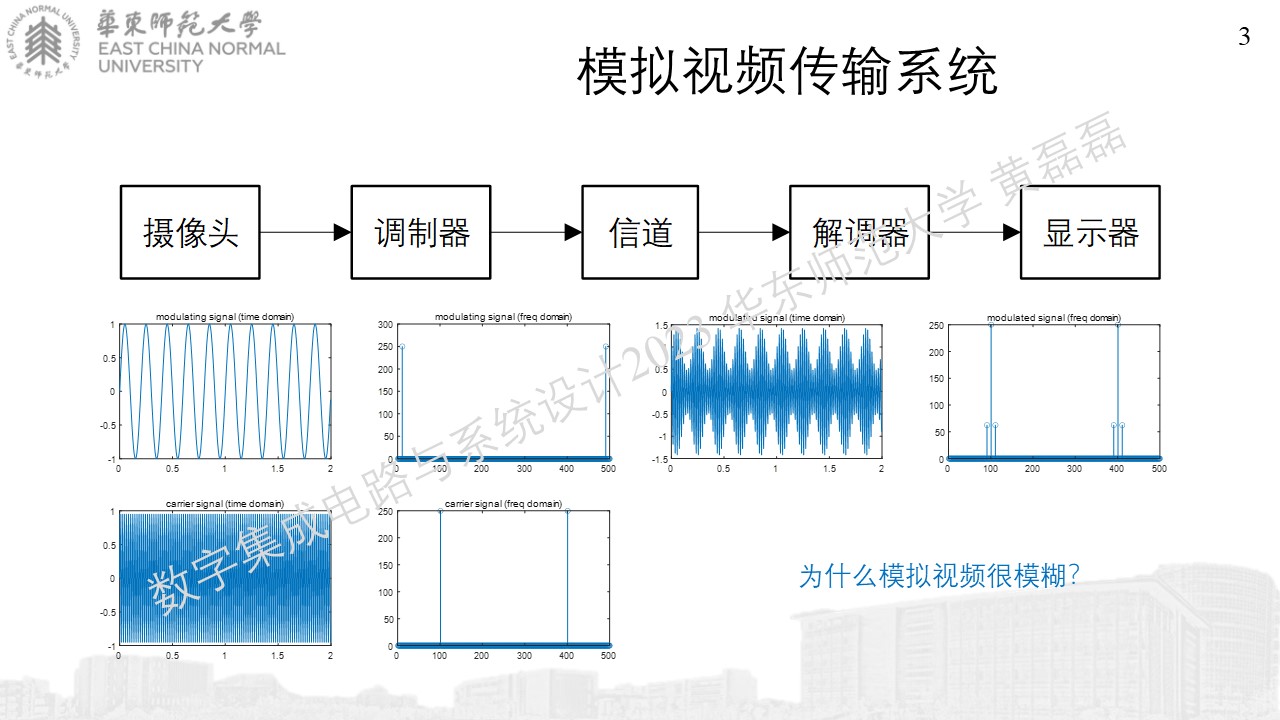 華東師範大學
EAST CHINA NORMAL
UNIVERSITY
EAST CHINA NORMAL UNIVERSITY
華東師範大學
3
模拟视频传输系统
摄像头
调制器
信道
解调器
显示器
modulating signal (time domain)
1
0.5
0
-0.5
-1
0 0.5 1 1.5 2
modulating signal (freq domain)
300
250
200
150
100
50
0
0 100 200 300 400 500
modulated signal (time domain)
1.5
1
0.5
0
-0.5
-1
-1.5
0 0.5 1 1.5 2
modulated signal (freq domain)
250
200
150
100
50
0
0 100 200 300 400 500
carrier signal (time domain)
1
0.5
0
-0.5
-1
0 0.5 1 1.5 2
carrier signal (freq domain)
250
200
150
100
50
0
0 100 200 300 400 500
为什么模拟视频很模糊?
数字集成电路与系统设计2023 华东师范大学 黄磊磊